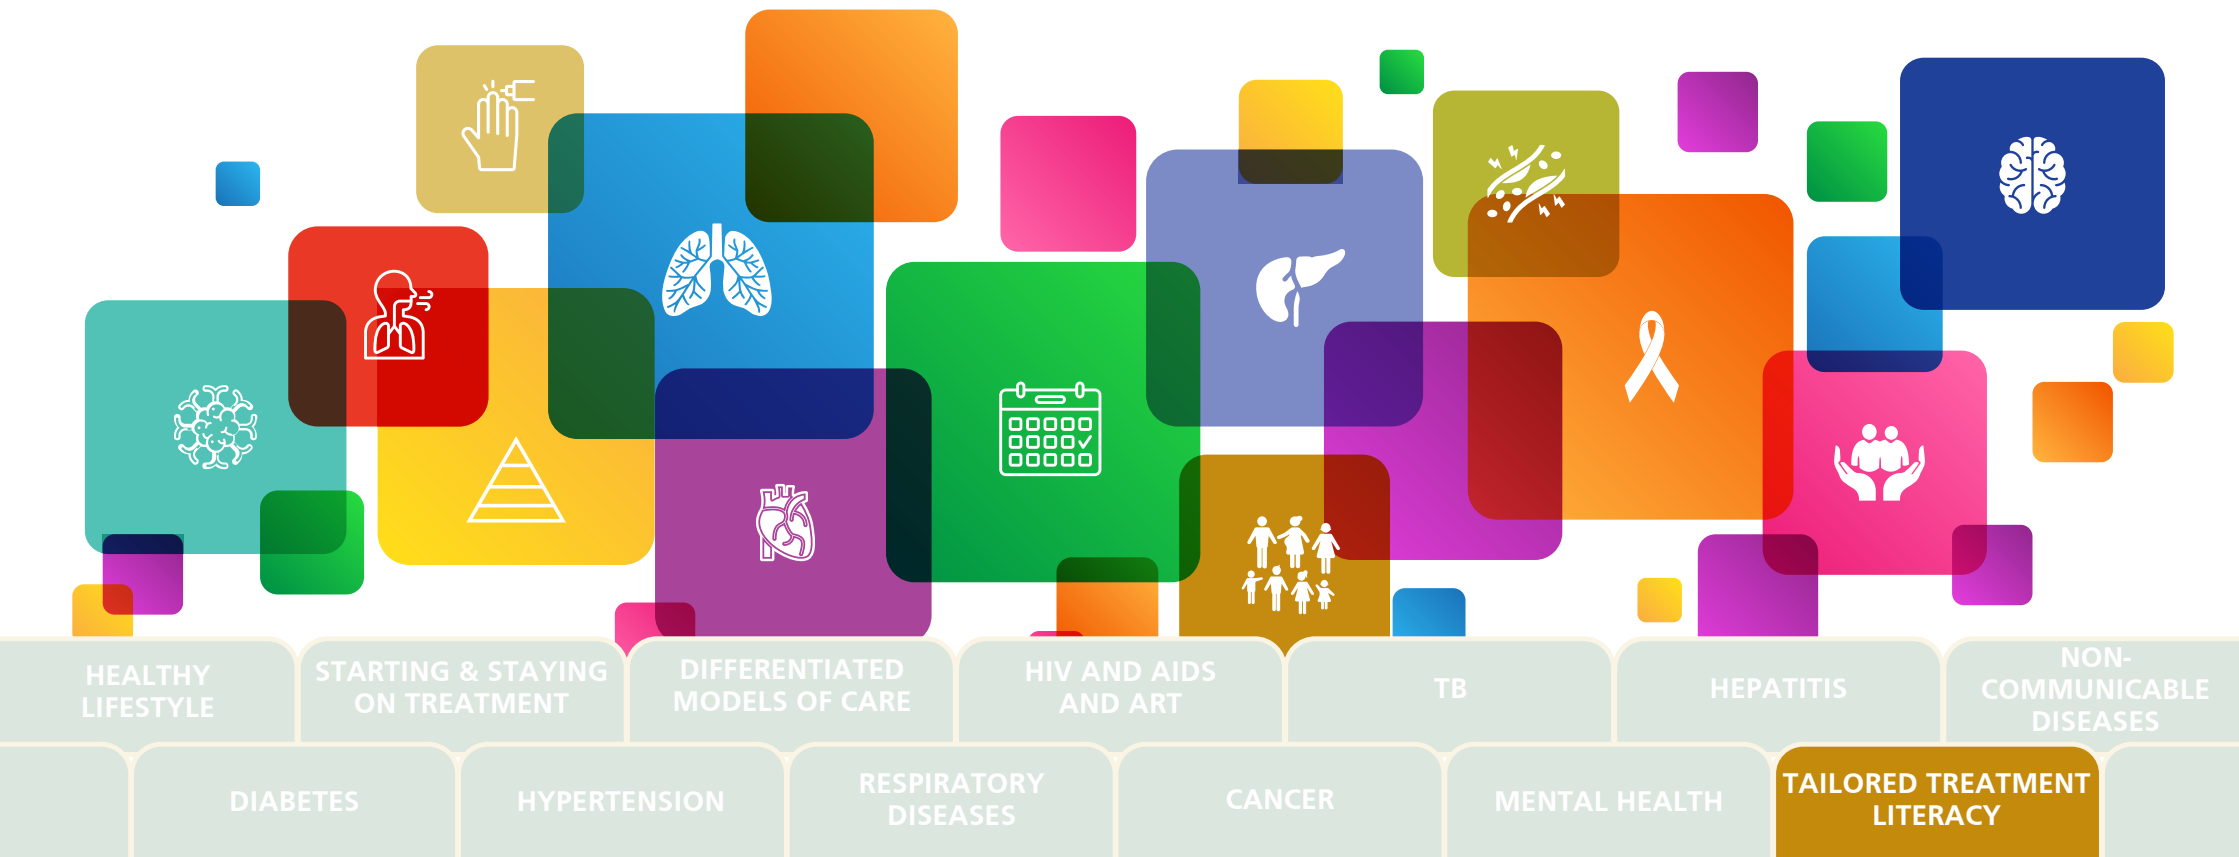 HEALTHY
LIFESTYLE
STARTING & STAYING
ON TREATMENT
DIFFERENTIATED
MODELS OF CARE
HIV AND AIDS
AND ART
TB
HEPATITIS
NON-
COMMUNICABLE
DISEASES
DIABETES
HYPERTENSION
RESPIRATORY
DISEASES
CANCER
MENTAL HEALTH
TAILORED TREATMENT
LITERACY